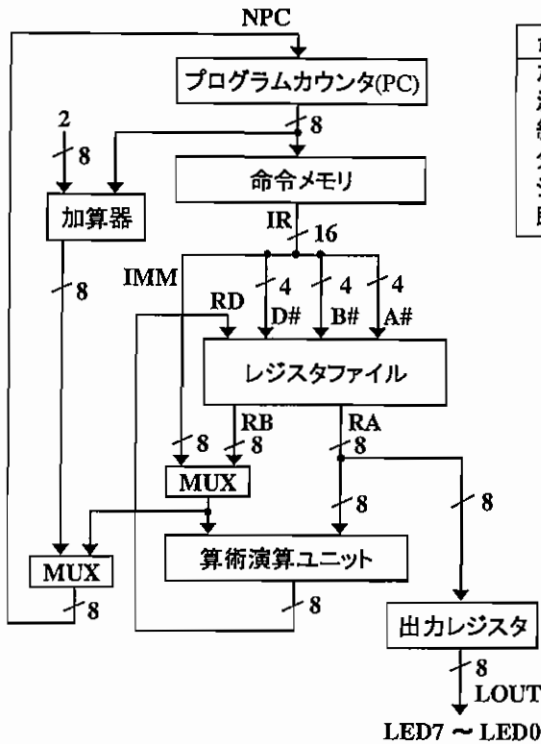 NPC
プログラムカウンタ(PC)
8
2
8
命令メモリ
加算器
IR
16
IMM
8
RD
4
4
4
D#
B#
A#
レジスタファイル
RB
RA
8
8
8
MUX
8
8
算術演算ユニット
MUX
8
8
出力レジスタ
8
LOUT
LED7 ～ LED0